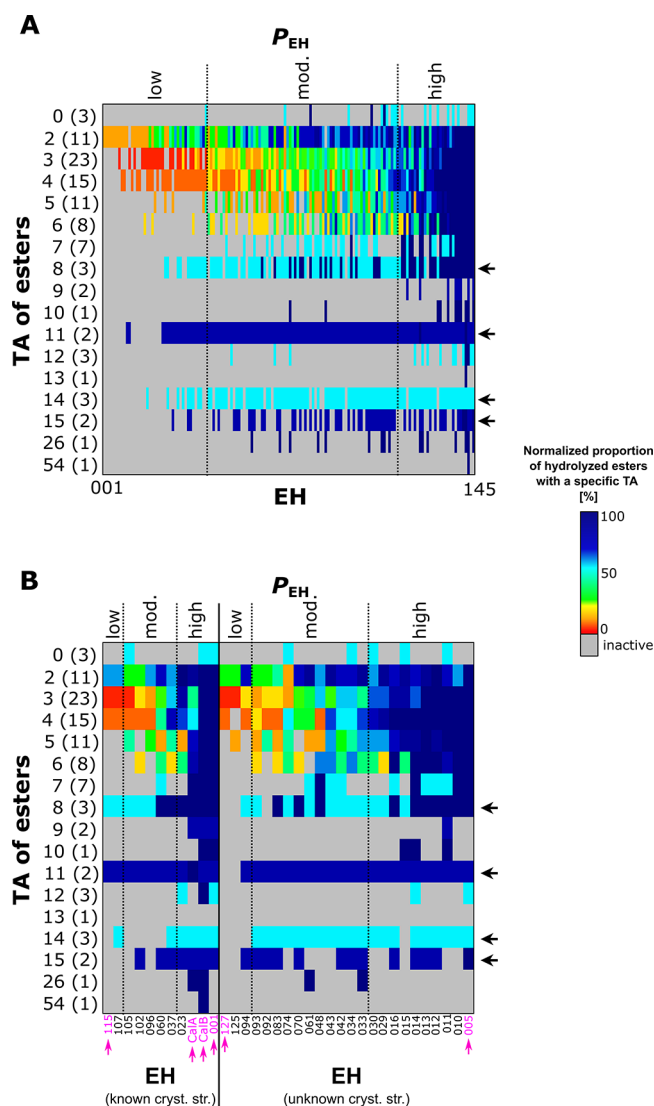 A
P_EH
low
mod.
high
TA of esters
0 (3)
2 (11)
3 (23)
4 (15)
5 (11)
6 (8)
7 (7)
8 (3)
9 (2)
10 (1)
11 (2)
12 (3)
13 (1)
14 (3)
15 (2)
26 (1)
54 (1)
001
EH
145
Normalized proportion
of hydrolyzed esters
with a specific TA
[%]
100
50
0
inactive
B
P_EH
low
mod.
high
low
mod.
high
TA of esters
0 (3)
2 (11)
3 (23)
4 (15)
5 (11)
6 (8)
7 (7)
8 (3)
9 (2)
10 (1)
11 (2)
12 (3)
13 (1)
14 (3)
15 (2)
26 (1)
54 (1)
115
107
105
102
096
060
037
023
CalA
CalB
001
127
125
094
093
092
083
074
070
061
048
043
042
034
033
030
029
016
015
014
013
012
011
010
005
EH
(known cryst. str.)
EH
(unknown cryst. str.)